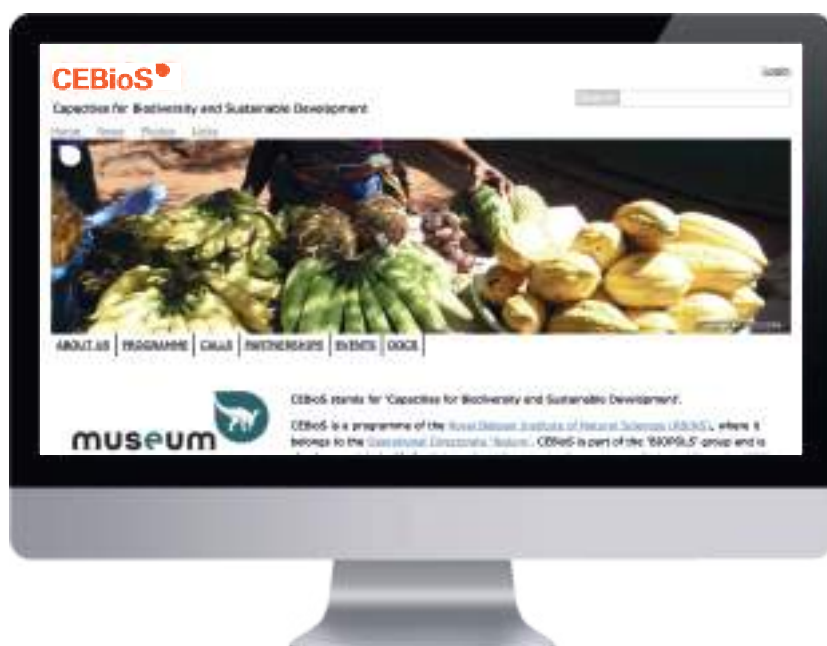 CEBioS
Login
Capacities for Biodiversity and Sustainable Development
Search
Home News Photos Links
ABOUT US PROGRAMME CALLS PARTNERSHIPS EVENTS DOCS
museum
CEBioS stands for 'Capacities for Biodiversity and Sustainable Development'.
CEBioS is a programme of the Royal Belgian Institute of Natural Sciences (RBINS), where it
belongs to the Operational Directorate 'Nature'. CEBioS is part of the 'BIOPOLS' group and is